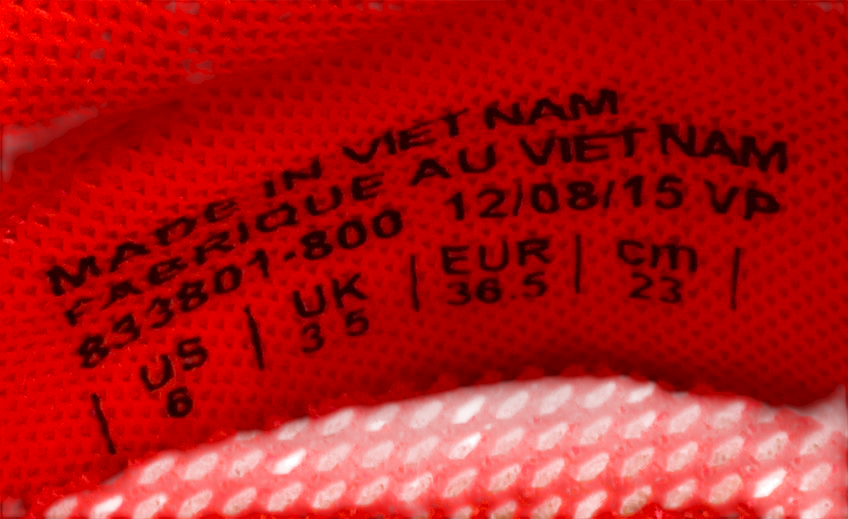 MADE IN VIET NAM
FABRIQUE AU VIET NAM
833801-800 12/08/15 VP
| US | UK | EUR | cm |
6 3.5 36.5 23